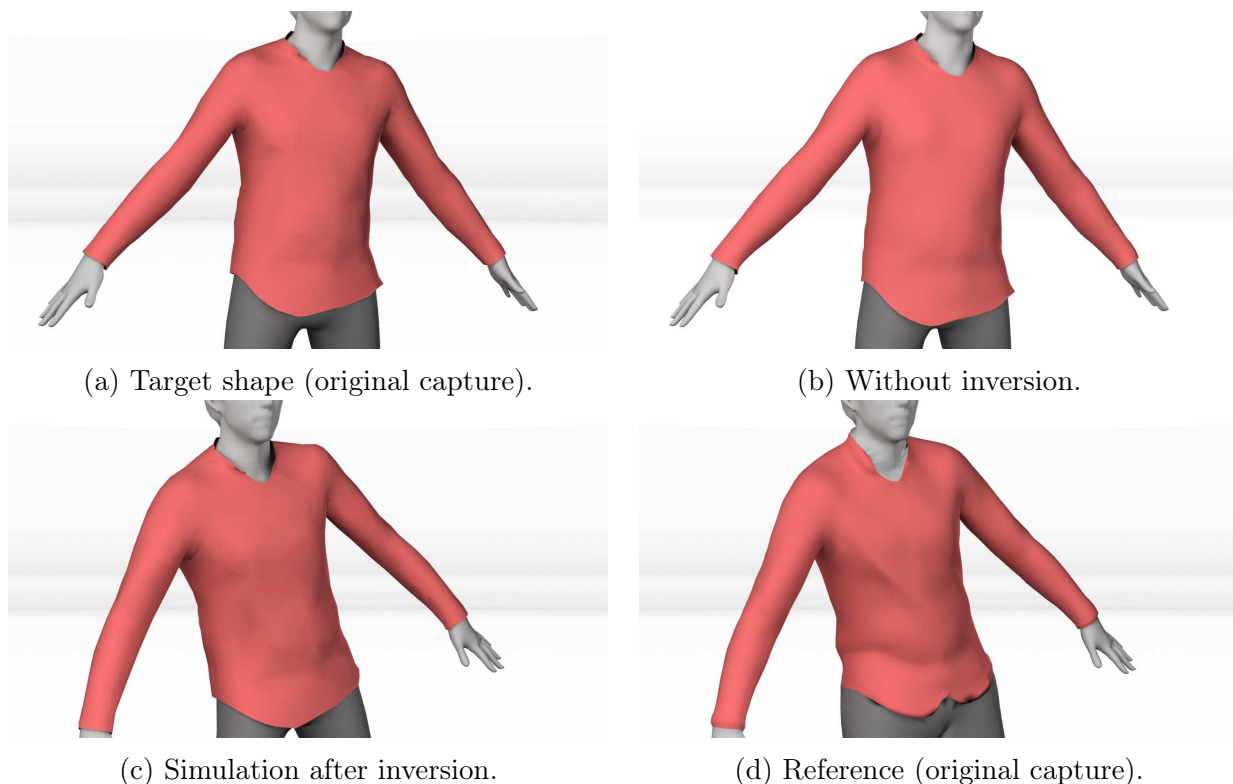 (a) Target shape (original capture).
(b) Without inversion.
(c) Simulation after inversion.
(d) Reference (original capture).